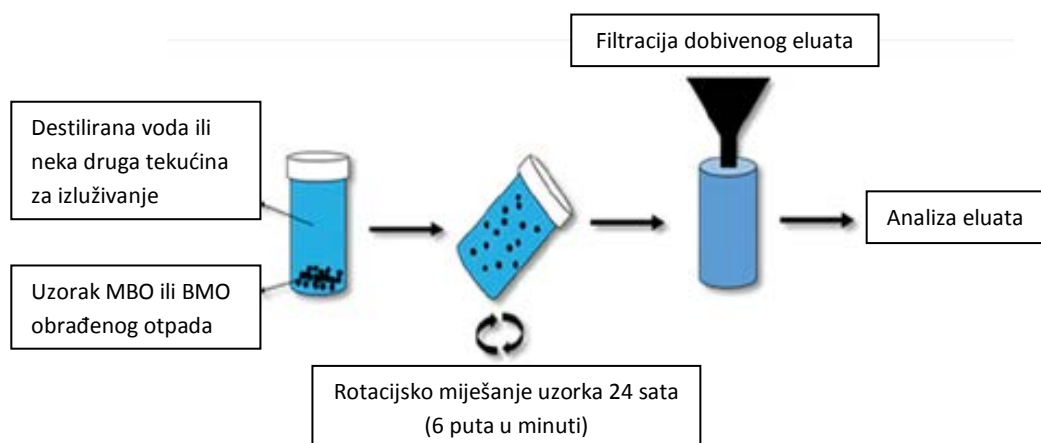 Filtracija dobivenog eluata
Destilirana voda ili
neka druga tekućina
za izluživanje
Analiza eluata
Uzorak MBO ili BMO
obrađenog otpada
Rotacijsko miješanje uzorka 24 sata
(6 puta u minuti)